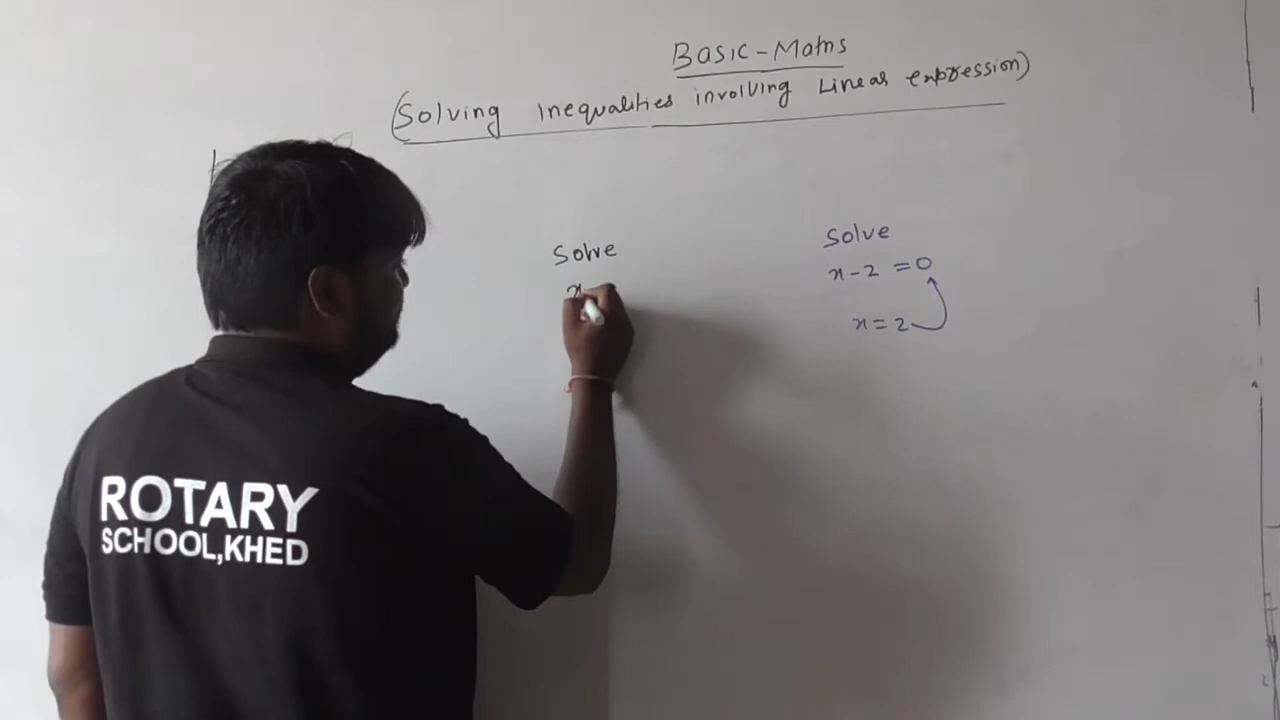 Basic-Maths
(Solving inequalities involving Linear expression)
Solve
x-
Solve
x-2 =0
x=2
ROTARY
SCHOOL,KHED